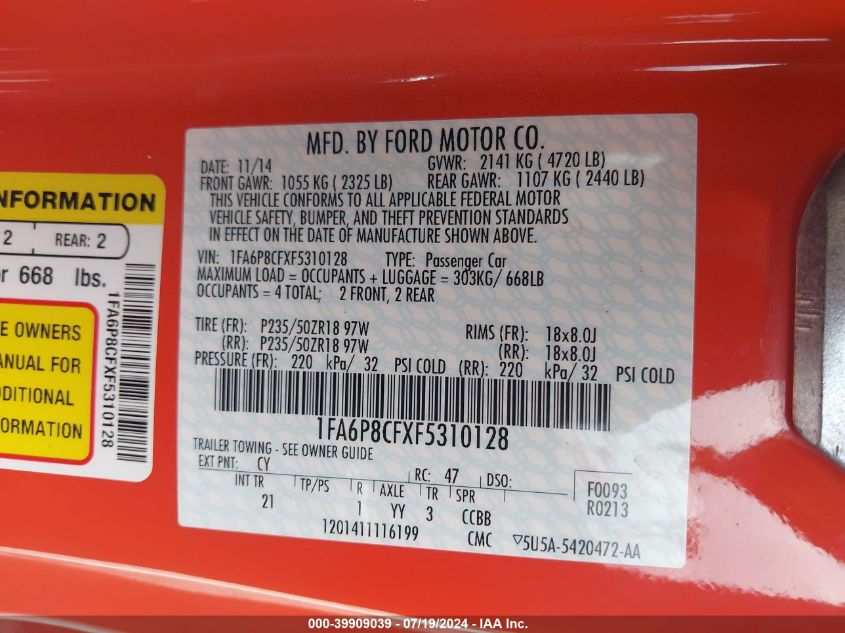 MFD. BY FORD MOTOR CO.
DATE: 11/14 GVWR: 2141 KG ( 4720 LB)
FRONT GAWR: 1055 KG ( 2325 LB) REAR GAWR: 1107 KG ( 2440 LB)
THIS VEHICLE CONFORMS TO ALL APPLICABLE FEDERAL MOTOR
VEHICLE SAFETY, BUMPER, AND THEFT PREVENTION STANDARDS
IN EFFECT ON THE DATE OF MANUFACTURE SHOWN ABOVE.
VIN: 1FA6P8CFXF5310128 TYPE: Passenger Car
MAXIMUM LOAD = OCCUPANTS + LUGGAGE = 303KG/ 668LB
OCCUPANTS = 4 TOTAL; 2 FRONT, 2 REAR
TIRE (FR): P235/50ZR18 97W RIMS (FR): 18x8.0J
(RR): P235/50ZR18 97W (RR): 18x8.0J
PRESSURE (FR): 220 kPa/ 32 PSI COLD (RR): 220 kPa/ 32 PSI COLD
1FA6P8CFXF5310128
TRAILER TOWING - SEE OWNER GUIDE
EXT PNT: CY RC: 47 DSO: F0093
R0213
INT TR TP/PS R AXLE TR SPR
21 1 YY 3 CCBB
1201411116199 CMC ▽5U5A-5420472-AA
INFORMATION
2 REAR: 2
or 668 lbs.
E OWNERS
ANUAL FOR
DITIONAL
FORMATION
1FA6P8CFXF5310128
000-39909039 - 07/19/2024 - IAA Inc.